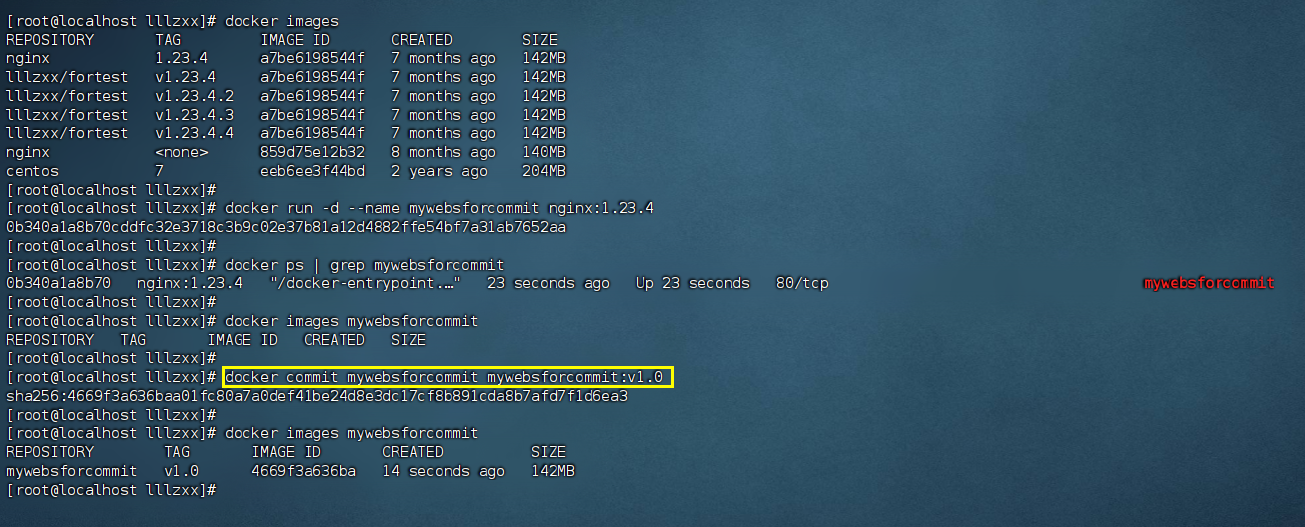 [root@localhost lllzxx]# docker images
REPOSITORY       TAG         IMAGE ID       CREATED        SIZE
nginx            1.23.4      a7be6198544f   7 months ago   142MB
lllzxx/fortest   v1.23.4     a7be6198544f   7 months ago   142MB
lllzxx/fortest   v1.23.4.2   a7be6198544f   7 months ago   142MB
lllzxx/fortest   v1.23.4.3   a7be6198544f   7 months ago   142MB
lllzxx/fortest   v1.23.4.4   a7be6198544f   7 months ago   142MB
nginx            <none>      859d75e12b32   8 months ago   140MB
centos           7           eeb6ee3f44bd   2 years ago    204MB
[root@localhost lllzxx]#
[root@localhost lllzxx]# docker run -d --name mywebsforcommit nginx:1.23.4
0b340a1a8b70cddfc32e3718c3b9c02e37b81a12d4882ffe54bf7a31ab7652aa
[root@localhost lllzxx]#
[root@localhost lllzxx]# docker ps | grep mywebsforcommit
0b340a1a8b70   nginx:1.23.4   "/docker-entrypoint.…"   23 seconds ago   Up 23 seconds   80/tcp   mywebsforcommit
[root@localhost lllzxx]#
[root@localhost lllzxx]# docker images mywebsforcommit
REPOSITORY   TAG       IMAGE ID   CREATED   SIZE
[root@localhost lllzxx]#
[root@localhost lllzxx]# docker commit mywebsforcommit mywebsforcommit:v1.0
sha256:4669f3a636baa01fc80a7a0def41be24d8e3dc17cf8b891cda8b7afd7f1d6ea3
[root@localhost lllzxx]#
[root@localhost lllzxx]# docker images mywebsforcommit
REPOSITORY        TAG       IMAGE ID       CREATED          SIZE
mywebsforcommit   v1.0      4669f3a636ba   14 seconds ago   142MB
[root@localhost lllzxx]#